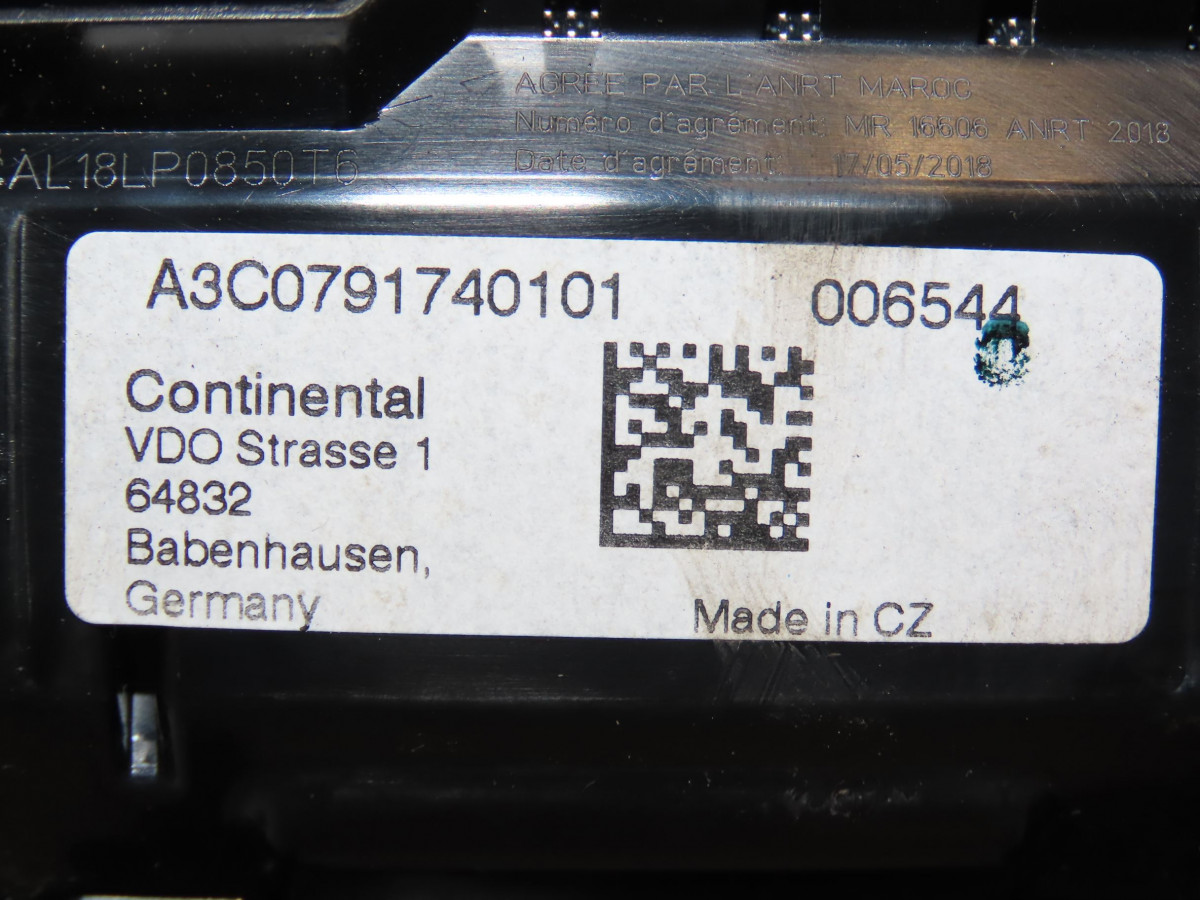 AGREE PAR L'ANRT MAROC
Numéro d'agrément: MR 16606 ANRT 2018
Date d'agrément: 17/05/2018
CAL18LP0850T6
A3C0791740101 006544
Continental
VDO Strasse 1
64832
Babenhausen,
Germany
Made in CZ